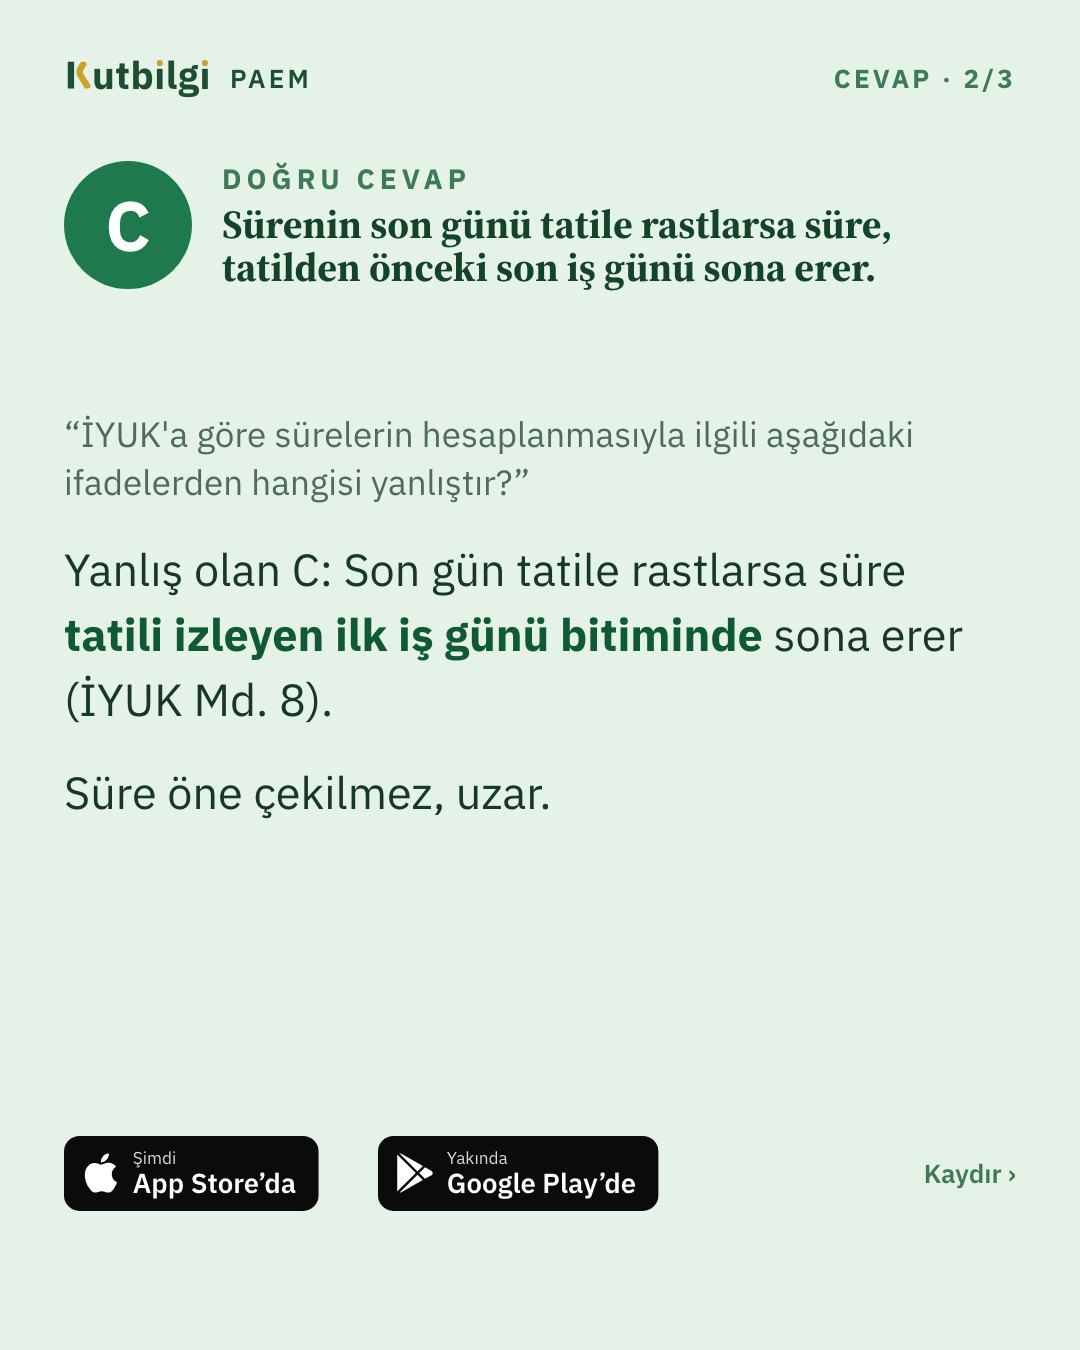 Kutbilgi PAEM
CEVAP · 2/3
C
DOĞRU CEVAP
Sürenin son günü tatile rastlarsa süre,
tatilden önceki son iş günü sona erer.
“İYUK'a göre sürelerin hesaplanmasıyla ilgili aşağıdaki
ifadelerden hangisi yanlıştır?”
Yanlış olan C: Son gün tatile rastlarsa süre
tatili izleyen ilk iş günü bitiminde sona erer
(İYUK Md. 8).
Süre öne çekilmez, uzar.
Şimdi
App Store’da
Yakında
Google Play’de
Kaydır ›